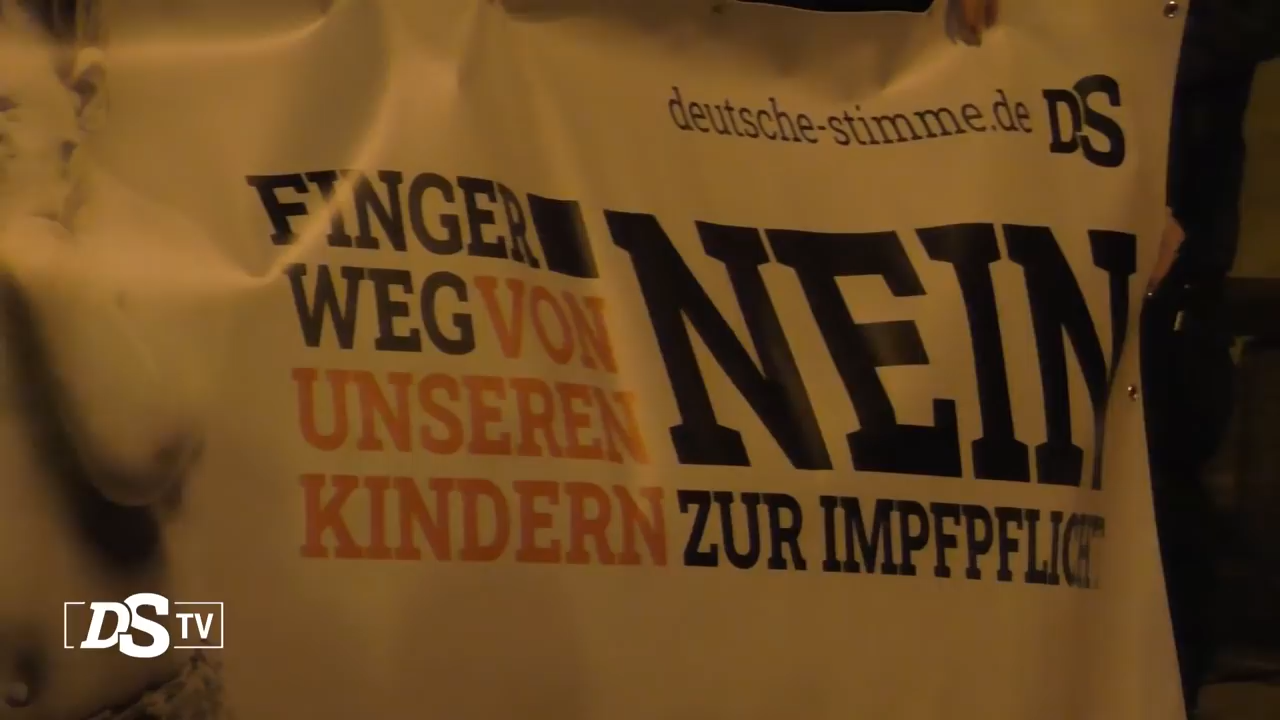 deutsche-stimme.de DS
FINGER
WEG VON
UNSEREN
KINDERN
NEIN
ZUR IMPFPFLICHT
DS TV